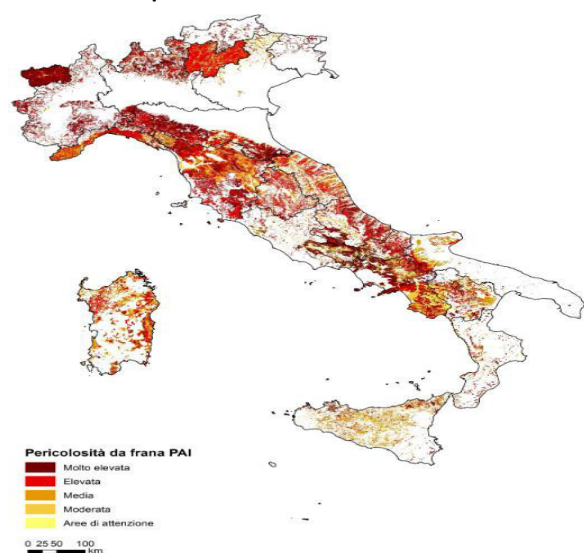 Pericolosità da frana PAI
Molto elevata
Elevata
Media
Moderata
Aree di attenzione
0 25 50 100
km